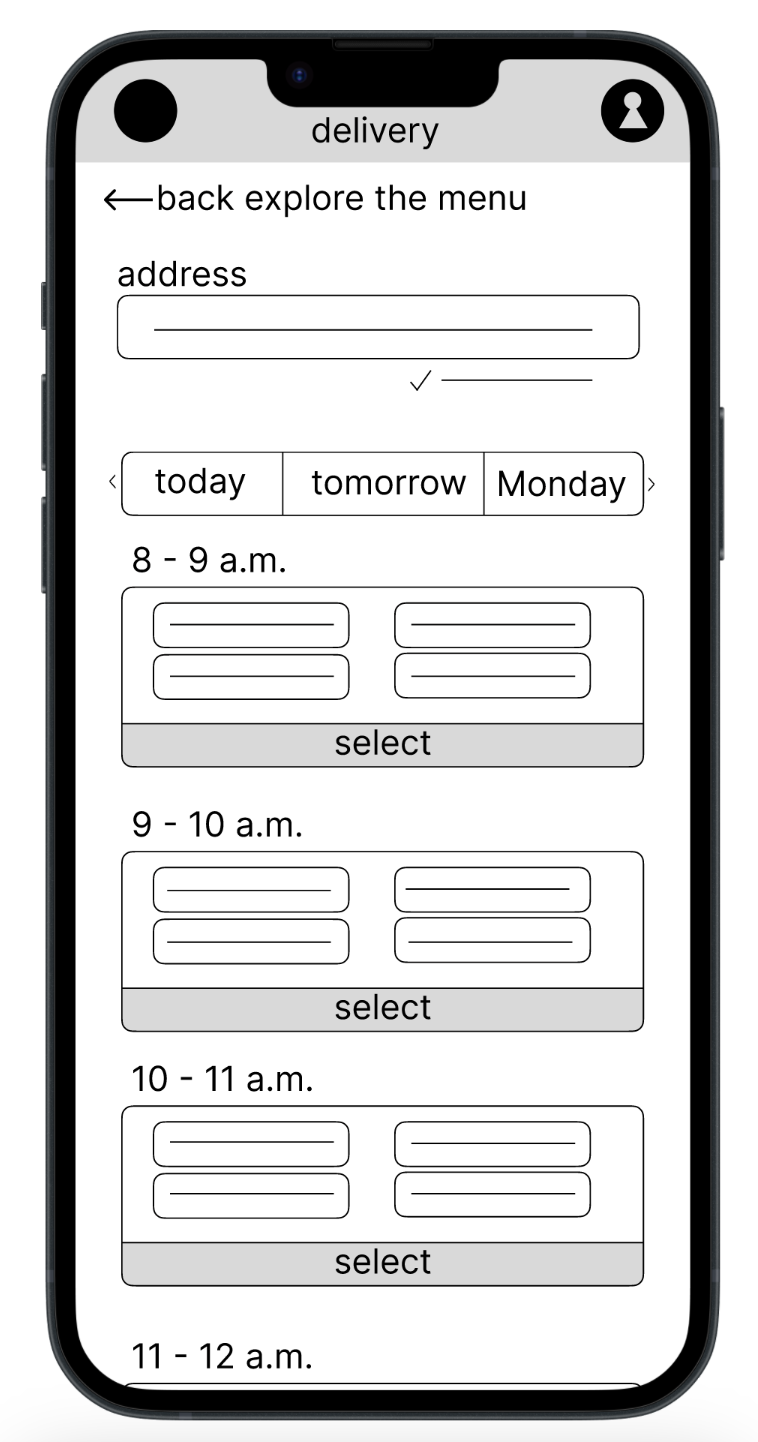 delivery
←back explore the menu
address
✓
< today tomorrow Monday >
8 - 9 a.m.
select
9 - 10 a.m.
select
10 - 11 a.m.
select
11 - 12 a.m.